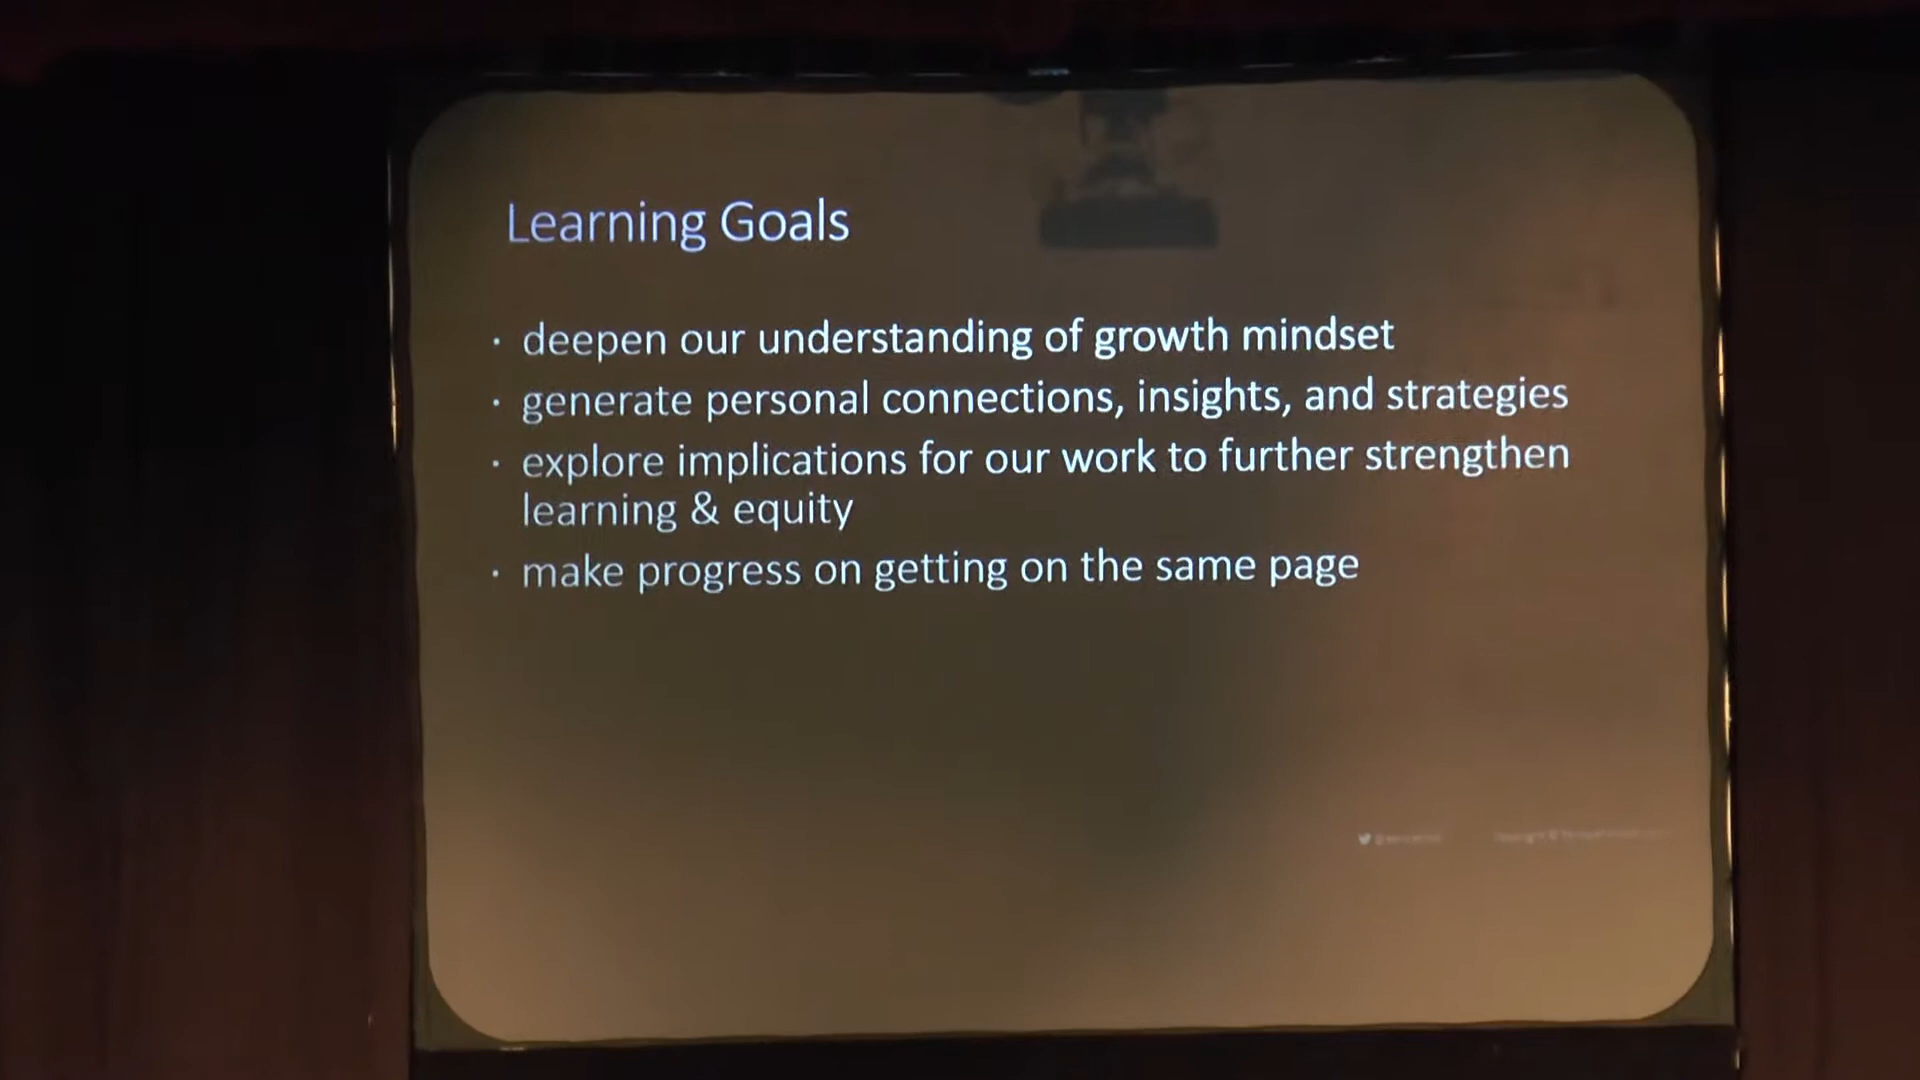 Learning Goals
· deepen our understanding of growth mindset
· generate personal connections, insights, and strategies
· explore implications for our work to further strengthen
learning & equity
· make progress on getting on the same page